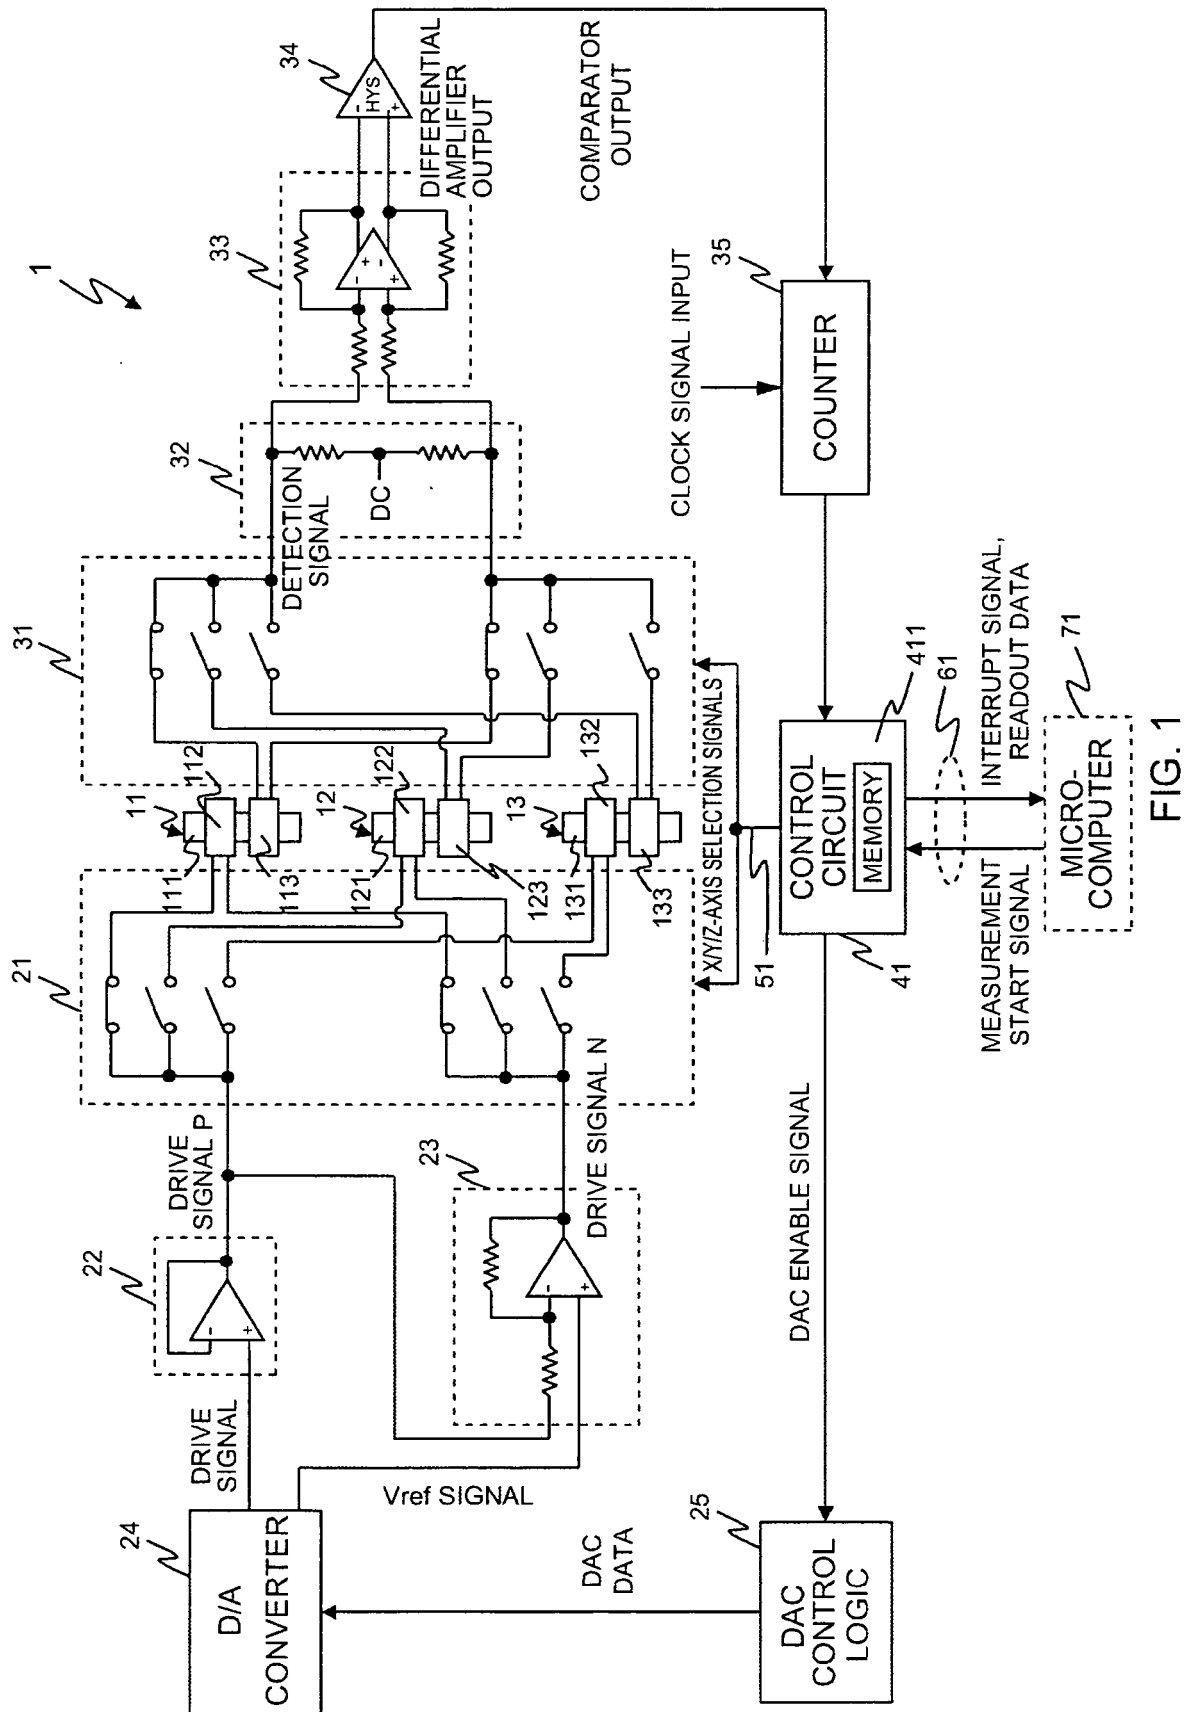 1
24
D/A
CONVERTER
DRIVE
SIGNAL
22
-
+
DRIVE
SIGNAL P
Vref SIGNAL
23
-
+
DRIVE SIGNAL N
21
11
111
112
113
12
121
122
123
13
131
132
133
31
DETECTION
SIGNAL
32
DC
33
-
+
+
-
DIFFERENTIAL
AMPLIFIER
OUTPUT
34
-
HYS
+
COMPARATOR
OUTPUT
X/Y/Z-AXIS SELECTION SIGNALS
51
CLOCK SIGNAL INPUT
35
COUNTER
DAC
DATA
25
DAC
CONTROL
LOGIC
DAC ENABLE SIGNAL
41
CONTROL
CIRCUIT
MEMORY
411
61
MEASUREMENT
START SIGNAL
INTERRUPT SIGNAL,
READOUT DATA
71
MICRO-
COMPUTER
FIG. 1